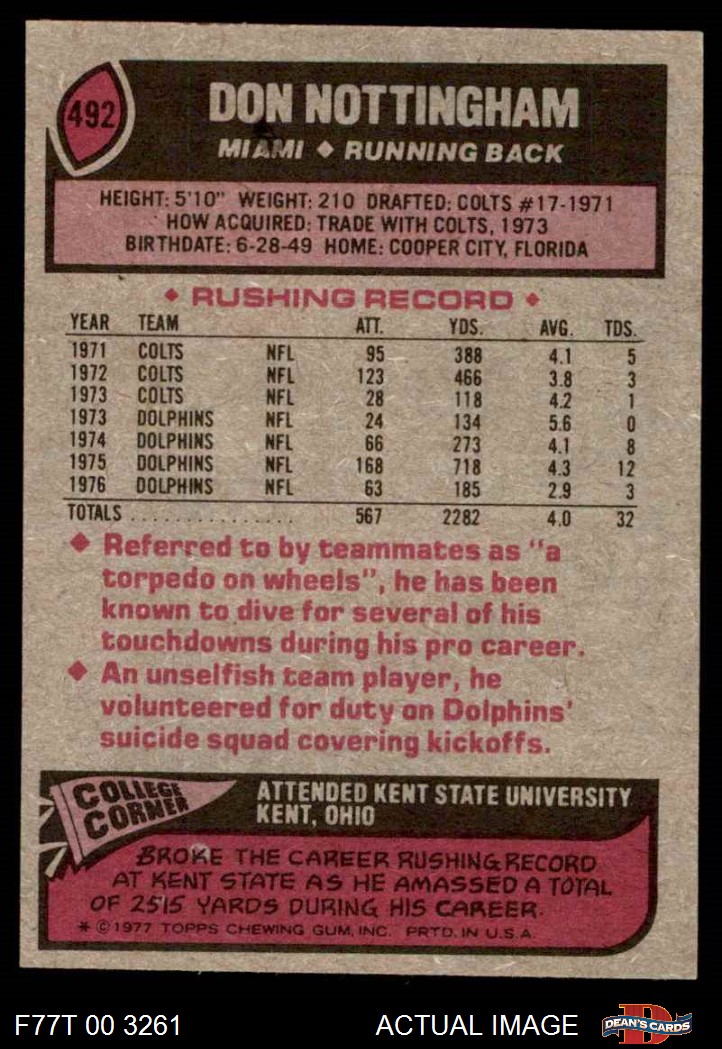 492
DON NOTTINGHAM
MIAMI ◆ RUNNING BACK
HEIGHT: 5'10" WEIGHT: 210 DRAFTED: COLTS #17-1971
HOW ACQUIRED: TRADE WITH COLTS, 1973
BIRTHDATE: 6-28-49 HOME: COOPER CITY, FLORIDA
◆ RUSHING RECORD ◆
YEAR TEAM ATT. YDS. AVG. TDS.
1971 COLTS NFL 95 388 4.1 5
1972 COLTS NFL 123 466 3.8 3
1973 COLTS NFL 28 118 4.2 1
1973 DOLPHINS NFL 24 134 5.6 0
1974 DOLPHINS NFL 66 273 4.1 8
1975 DOLPHINS NFL 168 718 4.3 12
1976 DOLPHINS NFL 63 185 2.9 3
TOTALS ................ 567 2282 4.0 32
◆ Referred to by teammates as "a
torpedo on wheels", he has been
known to dive for several of his
touchdowns during his pro career.
◆ An unselfish team player, he
volunteered for duty on Dolphins'
suicide squad covering kickoffs.
COLLEGE
CORNER
ATTENDED KENT STATE UNIVERSITY
KENT, OHIO
BROKE THE CAREER RUSHING RECORD
AT KENT STATE AS HE AMASSED A TOTAL
OF 2515 YARDS DURING HIS CAREER.
* © 1977 TOPPS CHEWING GUM, INC. PRTD. IN U.S.A.
F77T 00 3261 ACTUAL IMAGE
D
DEAN'S CARDS